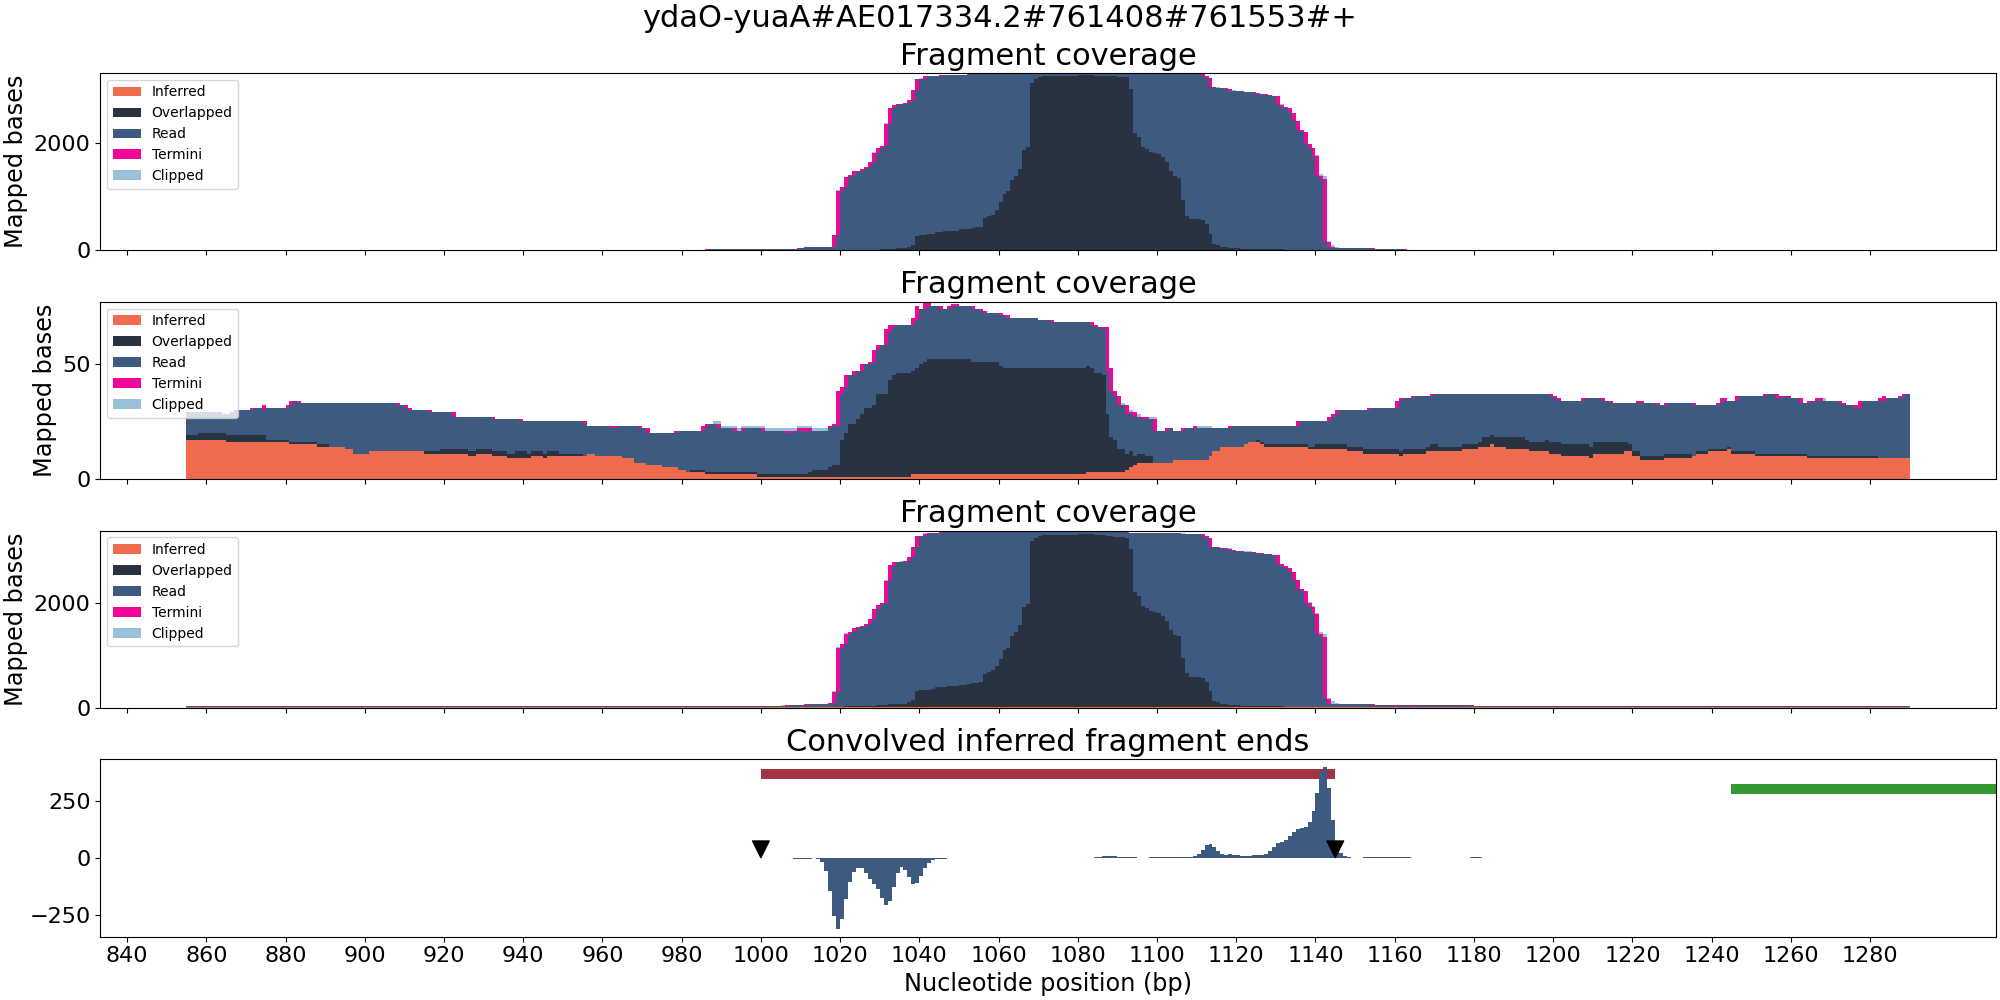 ydaO-yuaA#AE017334.2#761408#761553#+
Fragment coverage
Mapped bases
2000
0
Inferred
Overlapped
Read
Termini
Clipped
Fragment coverage
Mapped bases
50
0
Inferred
Overlapped
Read
Termini
Clipped
Fragment coverage
Mapped bases
2000
0
Inferred
Overlapped
Read
Termini
Clipped
Convolved inferred fragment ends
250
0
−250
840 860 880 900 920 940 960 980 1000 1020 1040 1060 1080 1100 1120 1140 1160 1180 1200 1220 1240 1260 1280
Nucleotide position (bp)